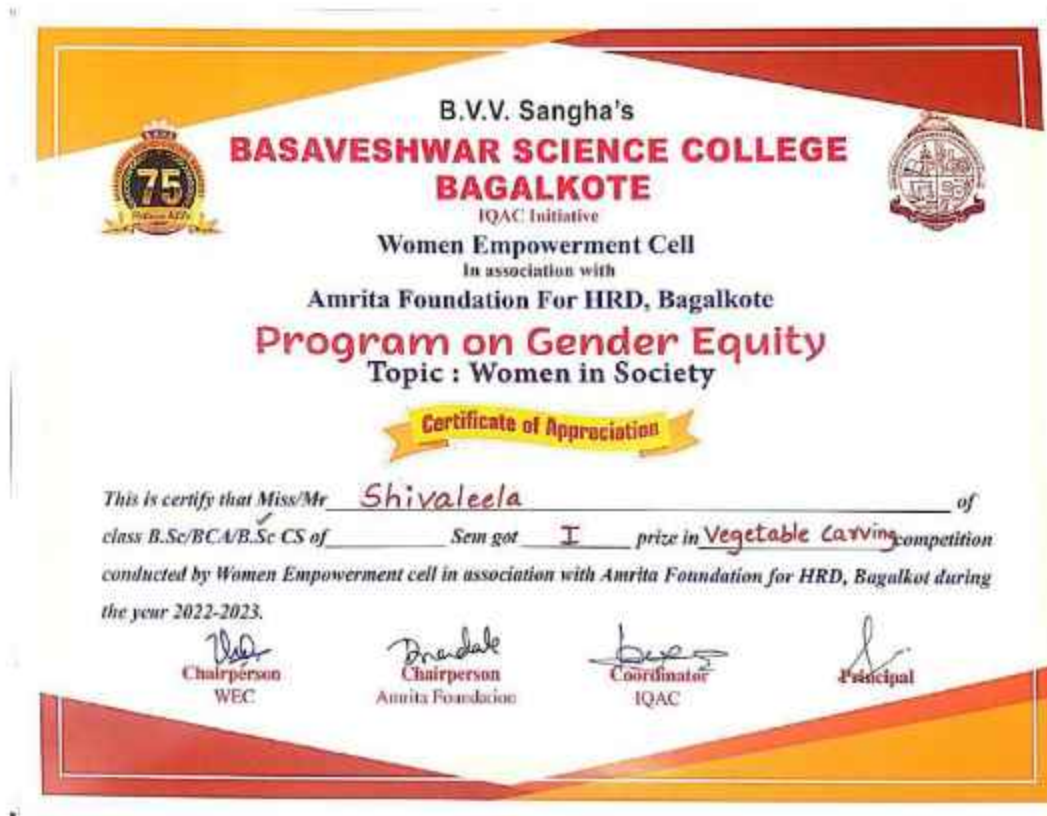 B.V.V. Sangha's
BASAVESHWAR SCIENCE COLLEGE
BAGALKOTE
75
IQAC Initiative
Women Empowerment Cell
In association with
Amrita Foundation For HRD, Bagalkote
Program on Gender Equity
Topic : Women in Society
Certificate of Appreciation
This is certify that Miss/Mr Shivaleela of
class B.Sc/BCA/B.Sc CS of Sem got I prize in Vegetable Carving competition
conducted by Women Empowerment cell in association with Amrita Foundation for HRD, Bagalkot during
the year 2022-2023.
Chairperson Chairperson Coordinator Principal
WEC Amrita Foundation IQAC